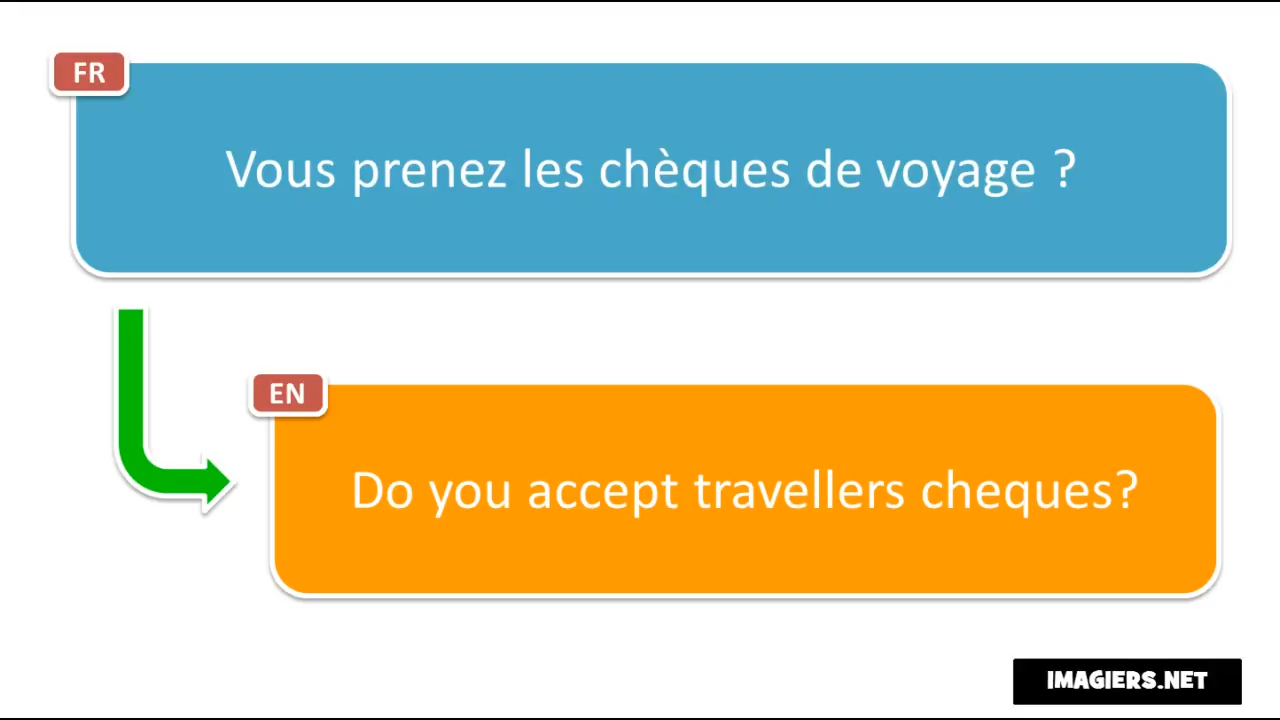 FR
Vous prenez les chèques de voyage ?
EN
Do you accept travellers cheques?
IMAGIERS.NET